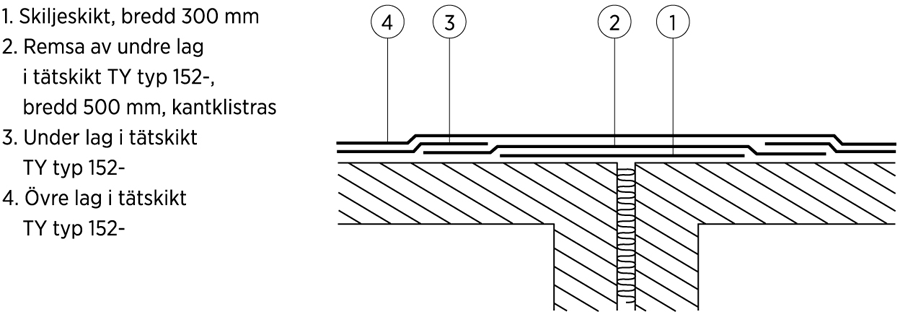 1. Skiljeskikt, bredd 300 mm
2. Remsa av undre lag
i tätskikt TY typ 152-,
bredd 500 mm, kantklistras
3. Under lag i tätskikt
TY typ 152-
4. Övre lag i tätskikt
TY typ 152-
4 3 2 1